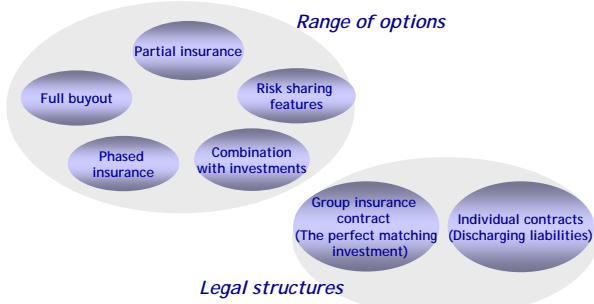 Range of options
Partial insurance
Full buyout
Risk sharing
features
Phased
insurance
Combination
with investments
Group insurance
contract
(The perfect matching
investment)
Individual contracts
(Discharging liabilities)
Legal structures